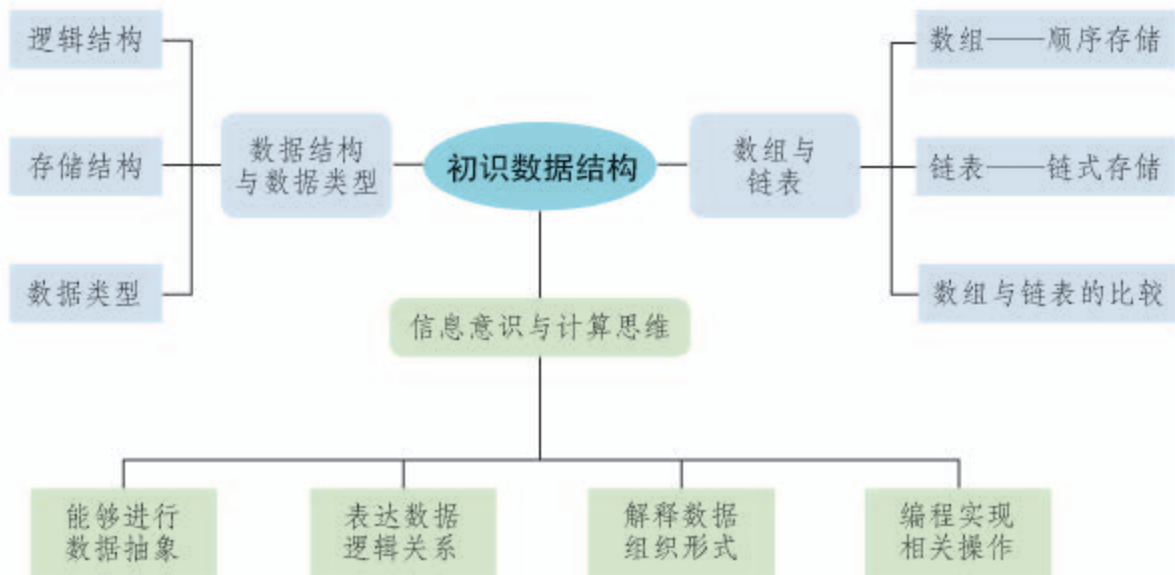 逻辑结构
存储结构
数据类型
数据结构
与数据类型
初识数据结构
数组与
链表
数组——顺序存储
链表——链式存储
数组与链表的比较
信息意识与计算思维
能够进行
数据抽象
表达数据
逻辑关系
解释数据
组织形式
编程实现
相关操作